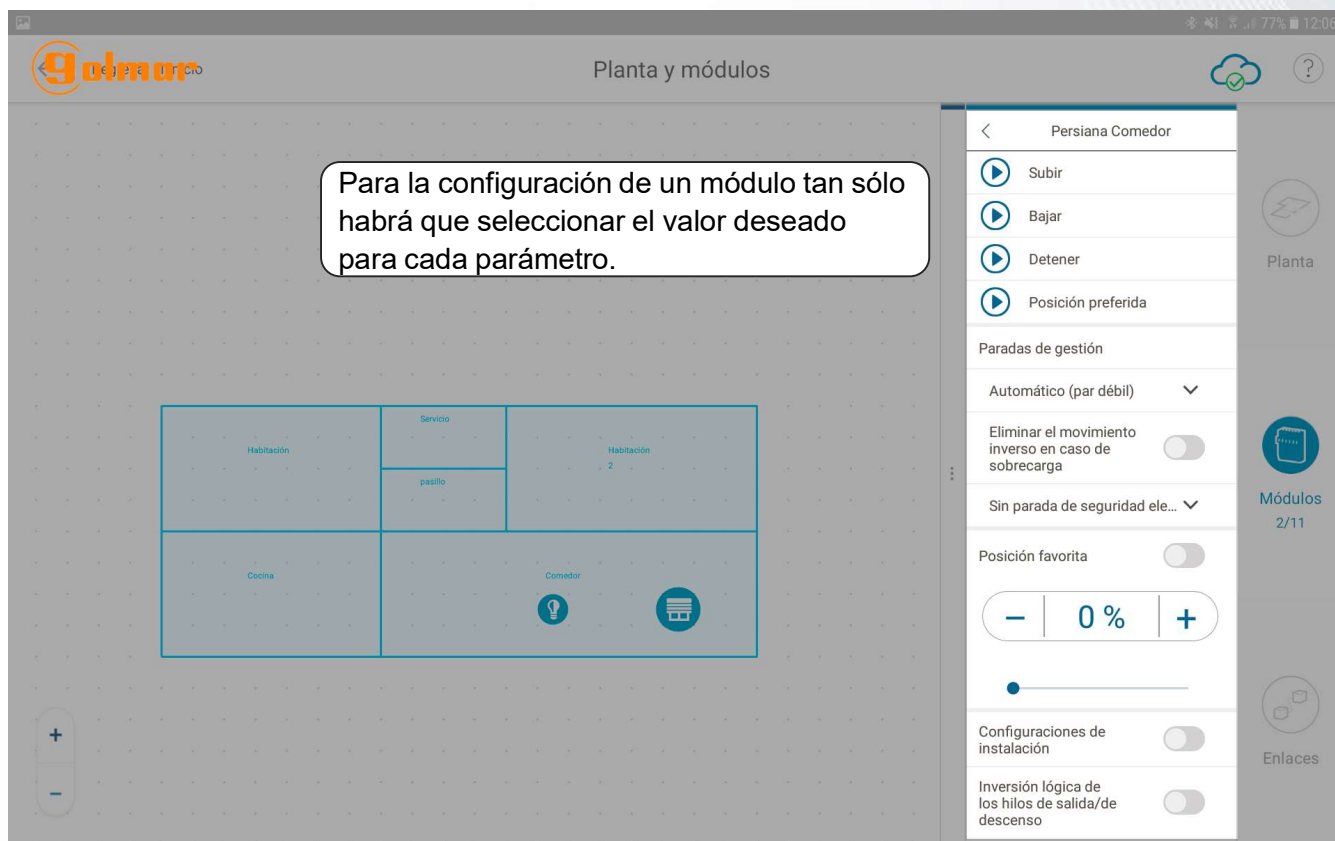 77% 12:06
golmar
Planta y módulos
?
Para la configuración de un módulo tan sólo
habrá que seleccionar el valor deseado
para cada parámetro.
Persiana Comedor
Subir
Bajar
Detener
Posición preferida
Paradas de gestión
Automático (par débil)
Eliminar el movimiento
inverso en caso de
sobrecarga
Sin parada de seguridad ele...
Posición favorita
− 0 % +
Configuraciones de
instalación
Inversión lógica de
los hilos de salida/de
descenso
Planta
Módulos
2/11
Enlaces
Habitación
Servicio
pasillo
Habitación
2
Cocina
Comedor
+
−